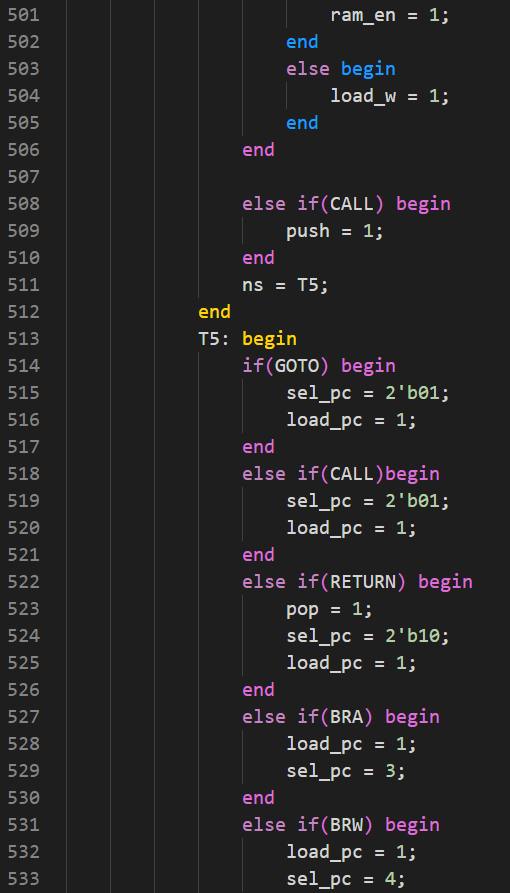 501 ram_en = 1;
502 end
503 else begin
504 load_w = 1;
505 end
506 end
507
508 else if(CALL) begin
509 push = 1;
510 end
511 ns = T5;
512 end
513 T5: begin
514 if(GOTO) begin
515 sel_pc = 2'b01;
516 load_pc = 1;
517 end
518 else if(CALL)begin
519 sel_pc = 2'b01;
520 load_pc = 1;
521 end
522 else if(RETURN) begin
523 pop = 1;
524 sel_pc = 2'b10;
525 load_pc = 1;
526 end
527 else if(BRA) begin
528 load_pc = 1;
529 sel_pc = 3;
530 end
531 else if(BRW) begin
532 load_pc = 1;
533 sel_pc = 4;